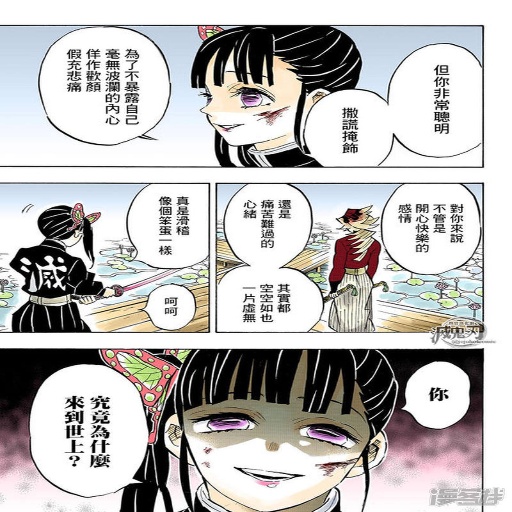 但你非常聰明
撒謊掩飾
為了不暴露自己
毫無波瀾的內心
佯作歡顏
假充悲痛
對你來說
不管是
開心快樂的
感情
還是
痛苦難過的
心緒
其實都
空空如也
一片虛無
真是滑稽
像個笨蛋一樣
呵呵
滅
你
究竟為什麼
來到世上？
漫客栈